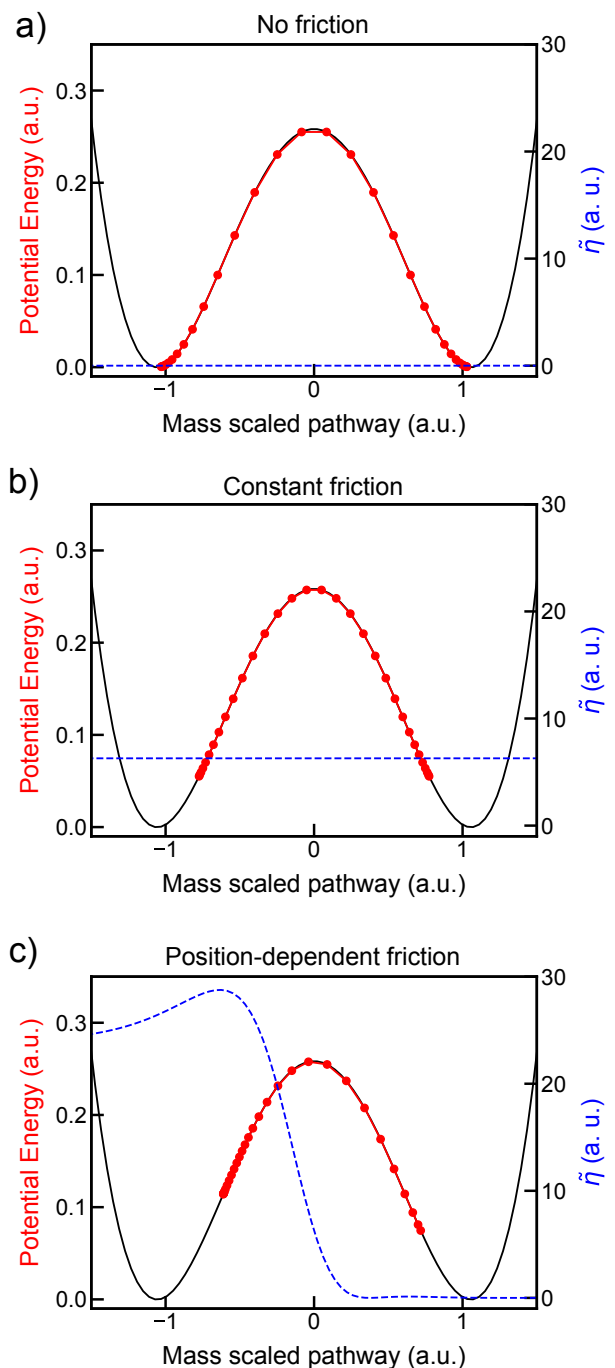 a)
No friction
30
0.3
20
0.2
10
0.1
0
0.0
−1
0
1
Potential Energy (a.u.)
η̃ (a. u.)
Mass scaled pathway (a.u.)
b)
Constant friction
30
0.3
20
0.2
10
0.1
0
0.0
−1
0
1
Potential Energy (a.u.)
η̃ (a. u.)
Mass scaled pathway (a.u.)
c)
Position-dependent friction
30
0.3
20
0.2
10
0.1
0
0.0
−1
0
1
Potential Energy (a.u.)
η̃ (a. u.)
Mass scaled pathway (a.u.)